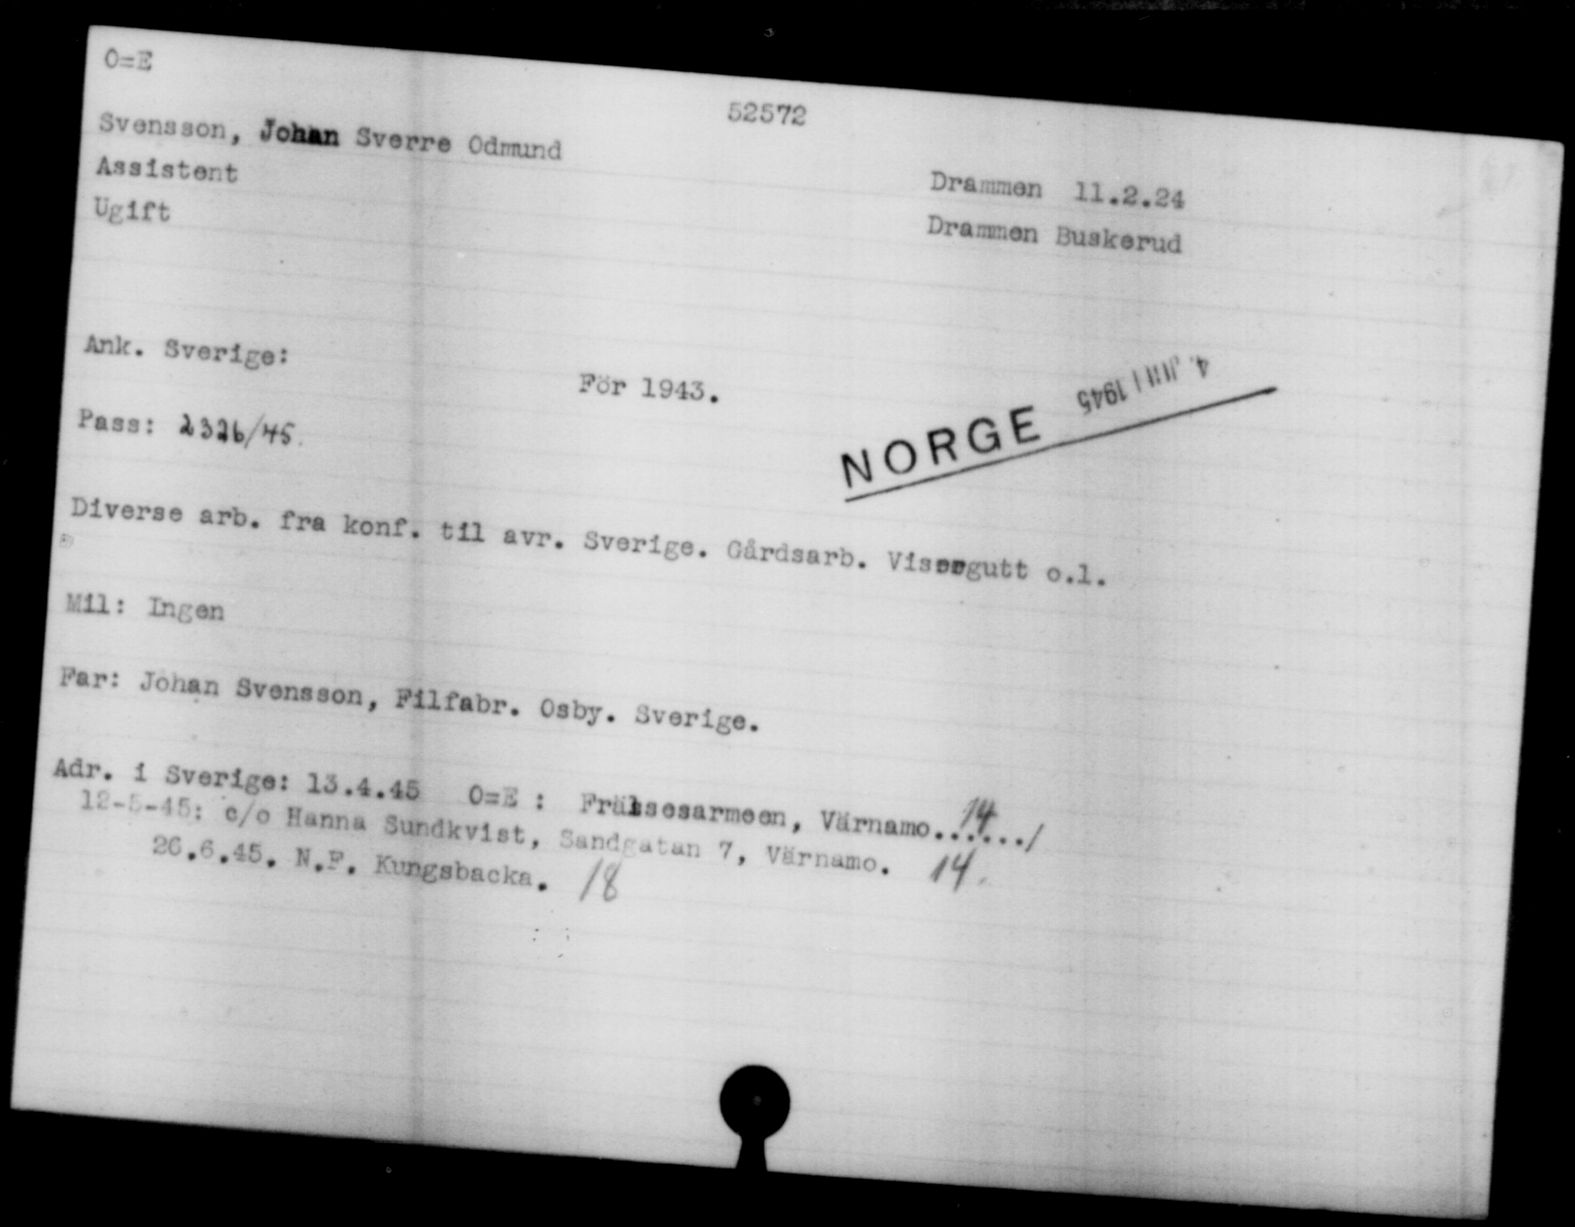 O=E
52572
Svensson, Johan Sverre Odmund
Assistent
Drammen 11.2.24
Ugift
Drammen Buskerud
Ank. Sverige:
För 1943.
4. JULI 1945
NORGE
Pass: 2326/45.
Diverse arb. fra konf. til avr. Sverige. Gårdsarb. Visergutt o.l.
Mil: Ingen
Far: Johan Svensson, Filfabr. Osby. Sverige.
Adr. i Sverige: 13.4.45 O=E : Frälsesarmeen, Värnamo....../ 14
12-5-45: c/o Hanna Sundkvist, Sandgatan 7, Värnamo. 14.
26.6.45. N.F. Kungsbacka. 18